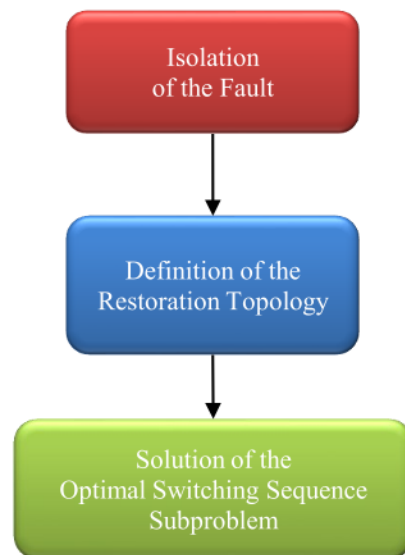 Isolation
of the Fault
Definition of the
Restoration Topology
Solution of the
Optimal Switching Sequence
Subproblem